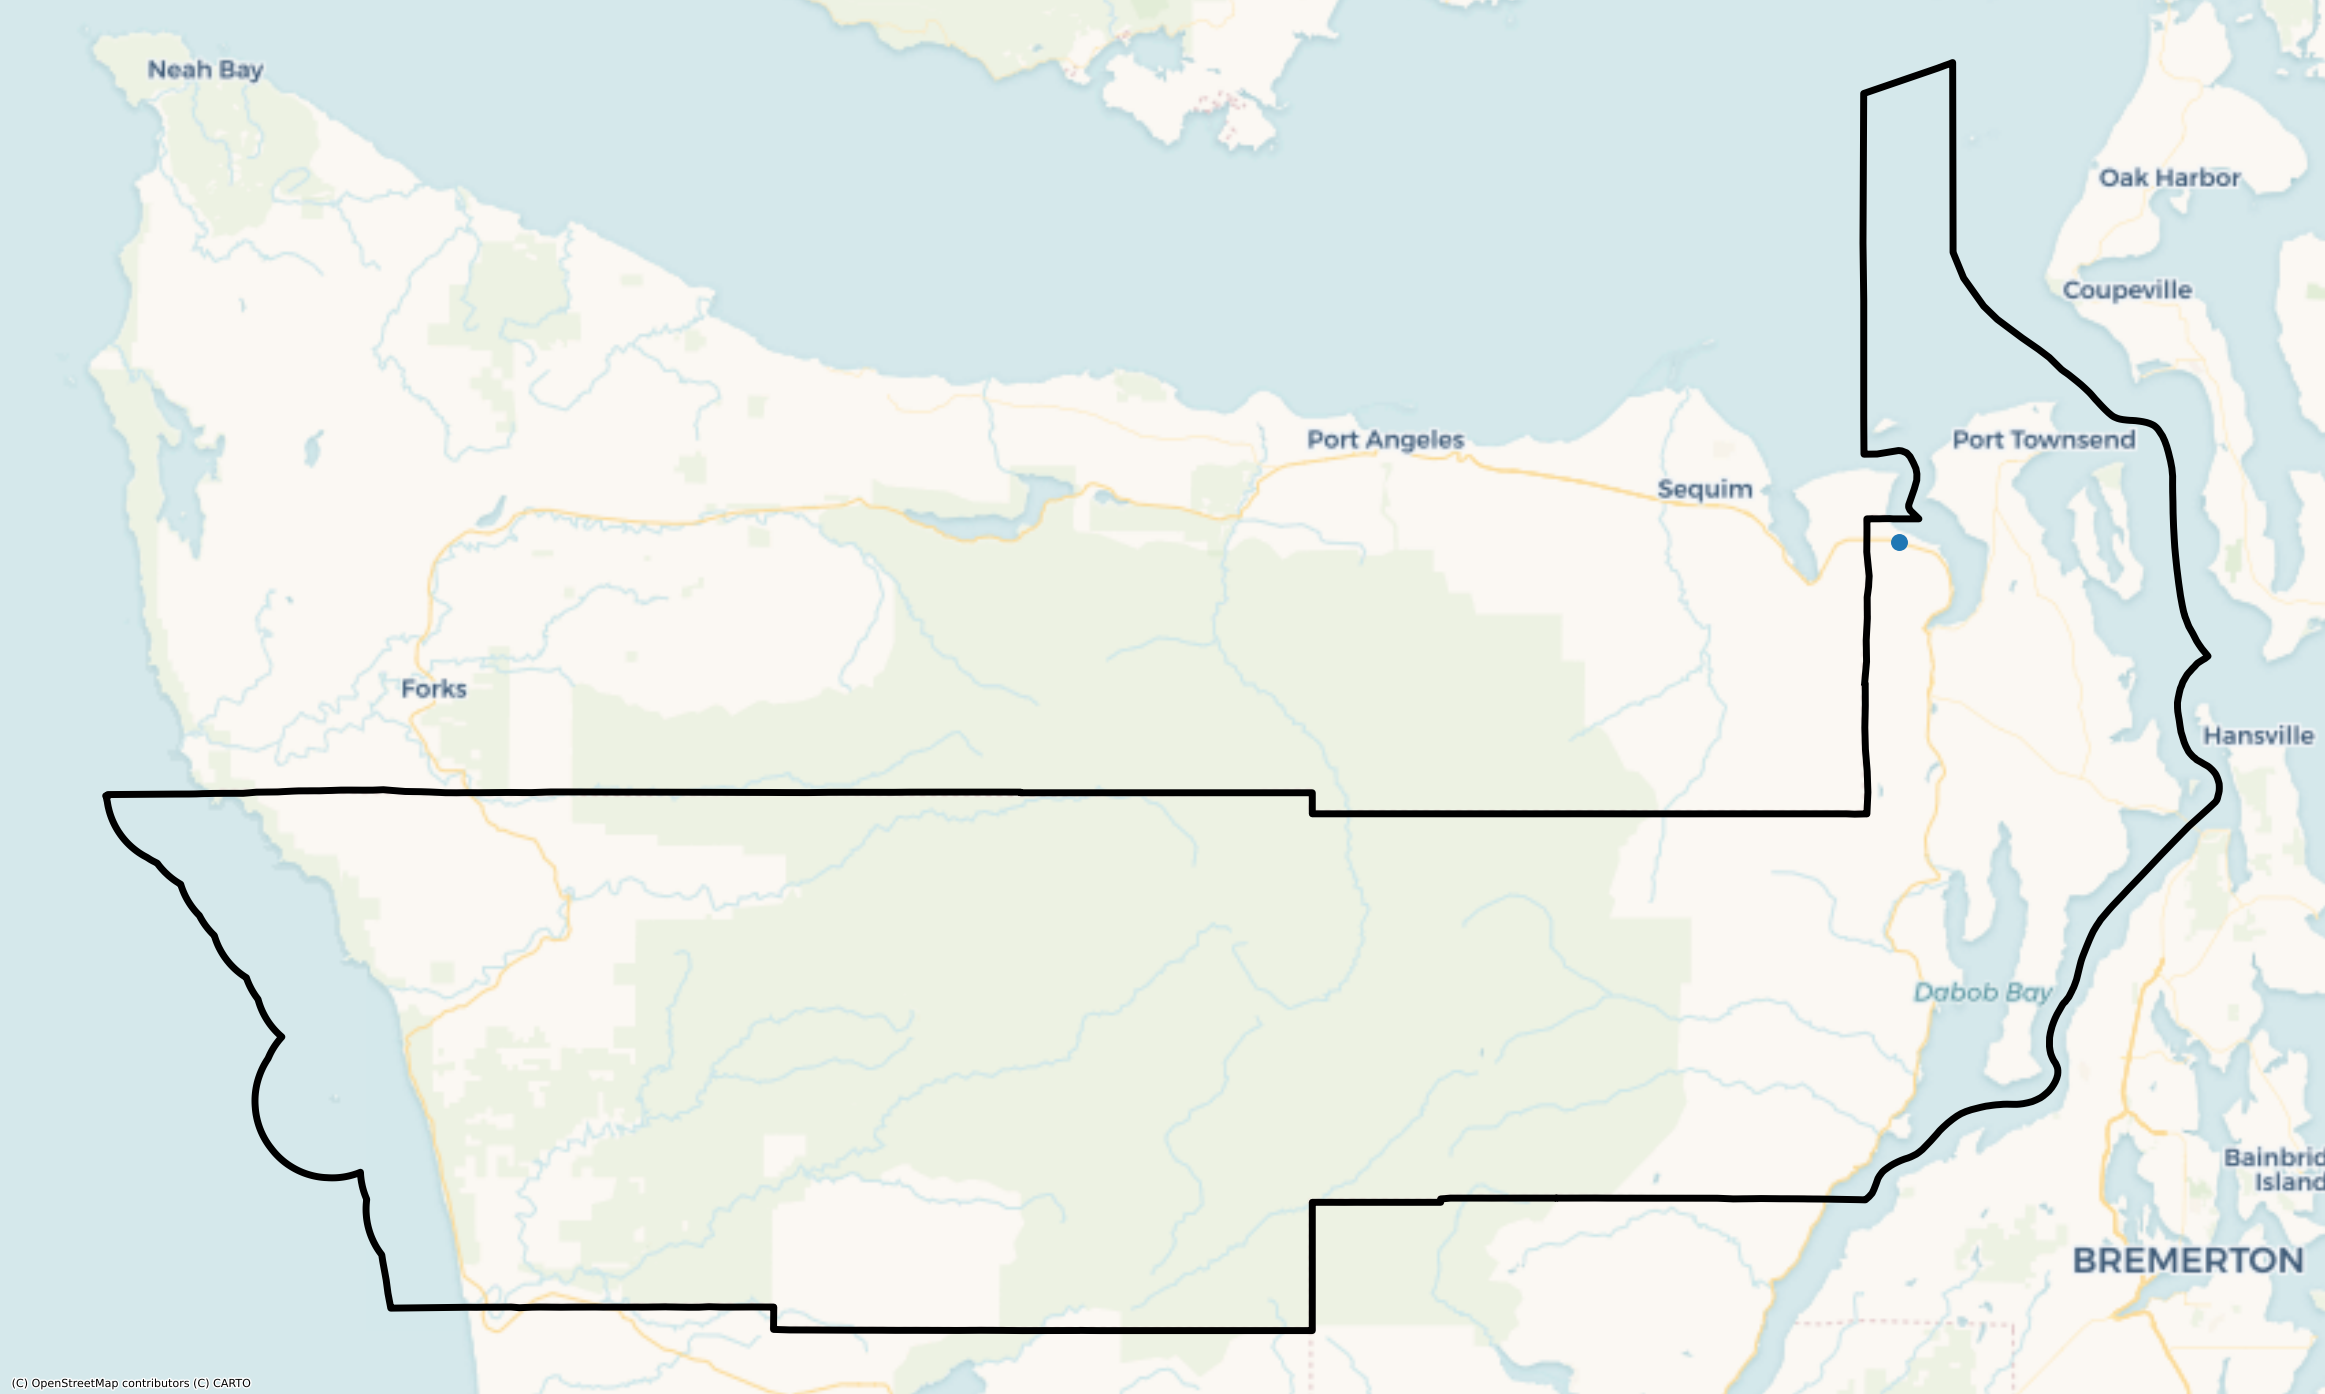 Neah Bay
Oak Harbor
Coupeville
Port Angeles
Port Townsend
Sequim
Forks
Hansville
Dabob Bay
Bainbrid
Island
BREMERTON
(C) OpenStreetMap contributors (C) CARTO